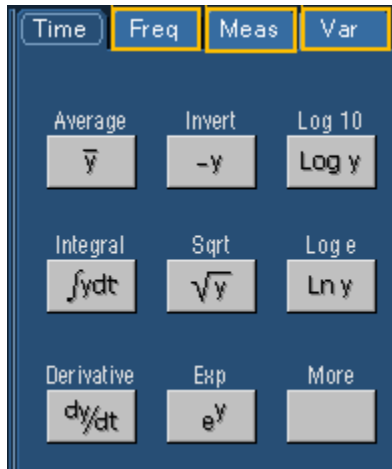 Time Freq Meas Var
Average Invert Log 10
y̅ -y Log y
Integral Sqrt Log e
∫ydt √y Ln y
Derivative Exp More
dy/dt e^y